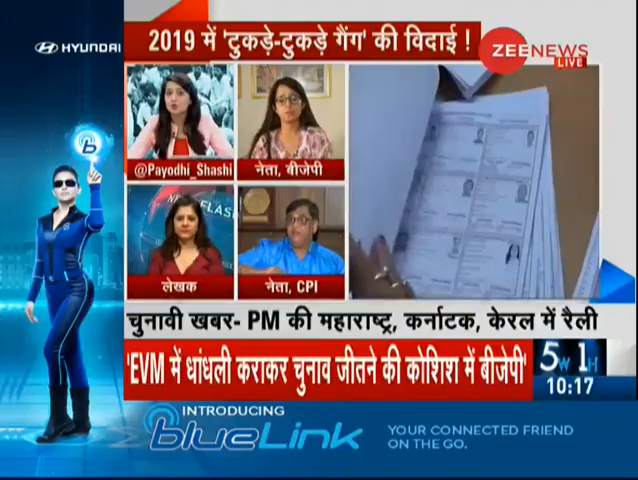 HYUNDAI
2019 में 'टुकड़े-टुकड़े गैंग' की विदाई !
ZEE NEWS
LIVE
@Payodhi_Shashi
नेता, बीजेपी
लेखक
नेता, CPI
चुनावी खबर- PM की महाराष्ट्र, कर्नाटक, केरल में रैली
'EVM में धांधली कराकर चुनाव जीतने की कोशिश में बीजेपी'
5W 1H
10:17
INTRODUCING
blueLink
YOUR CONNECTED FRIEND
ON THE GO.